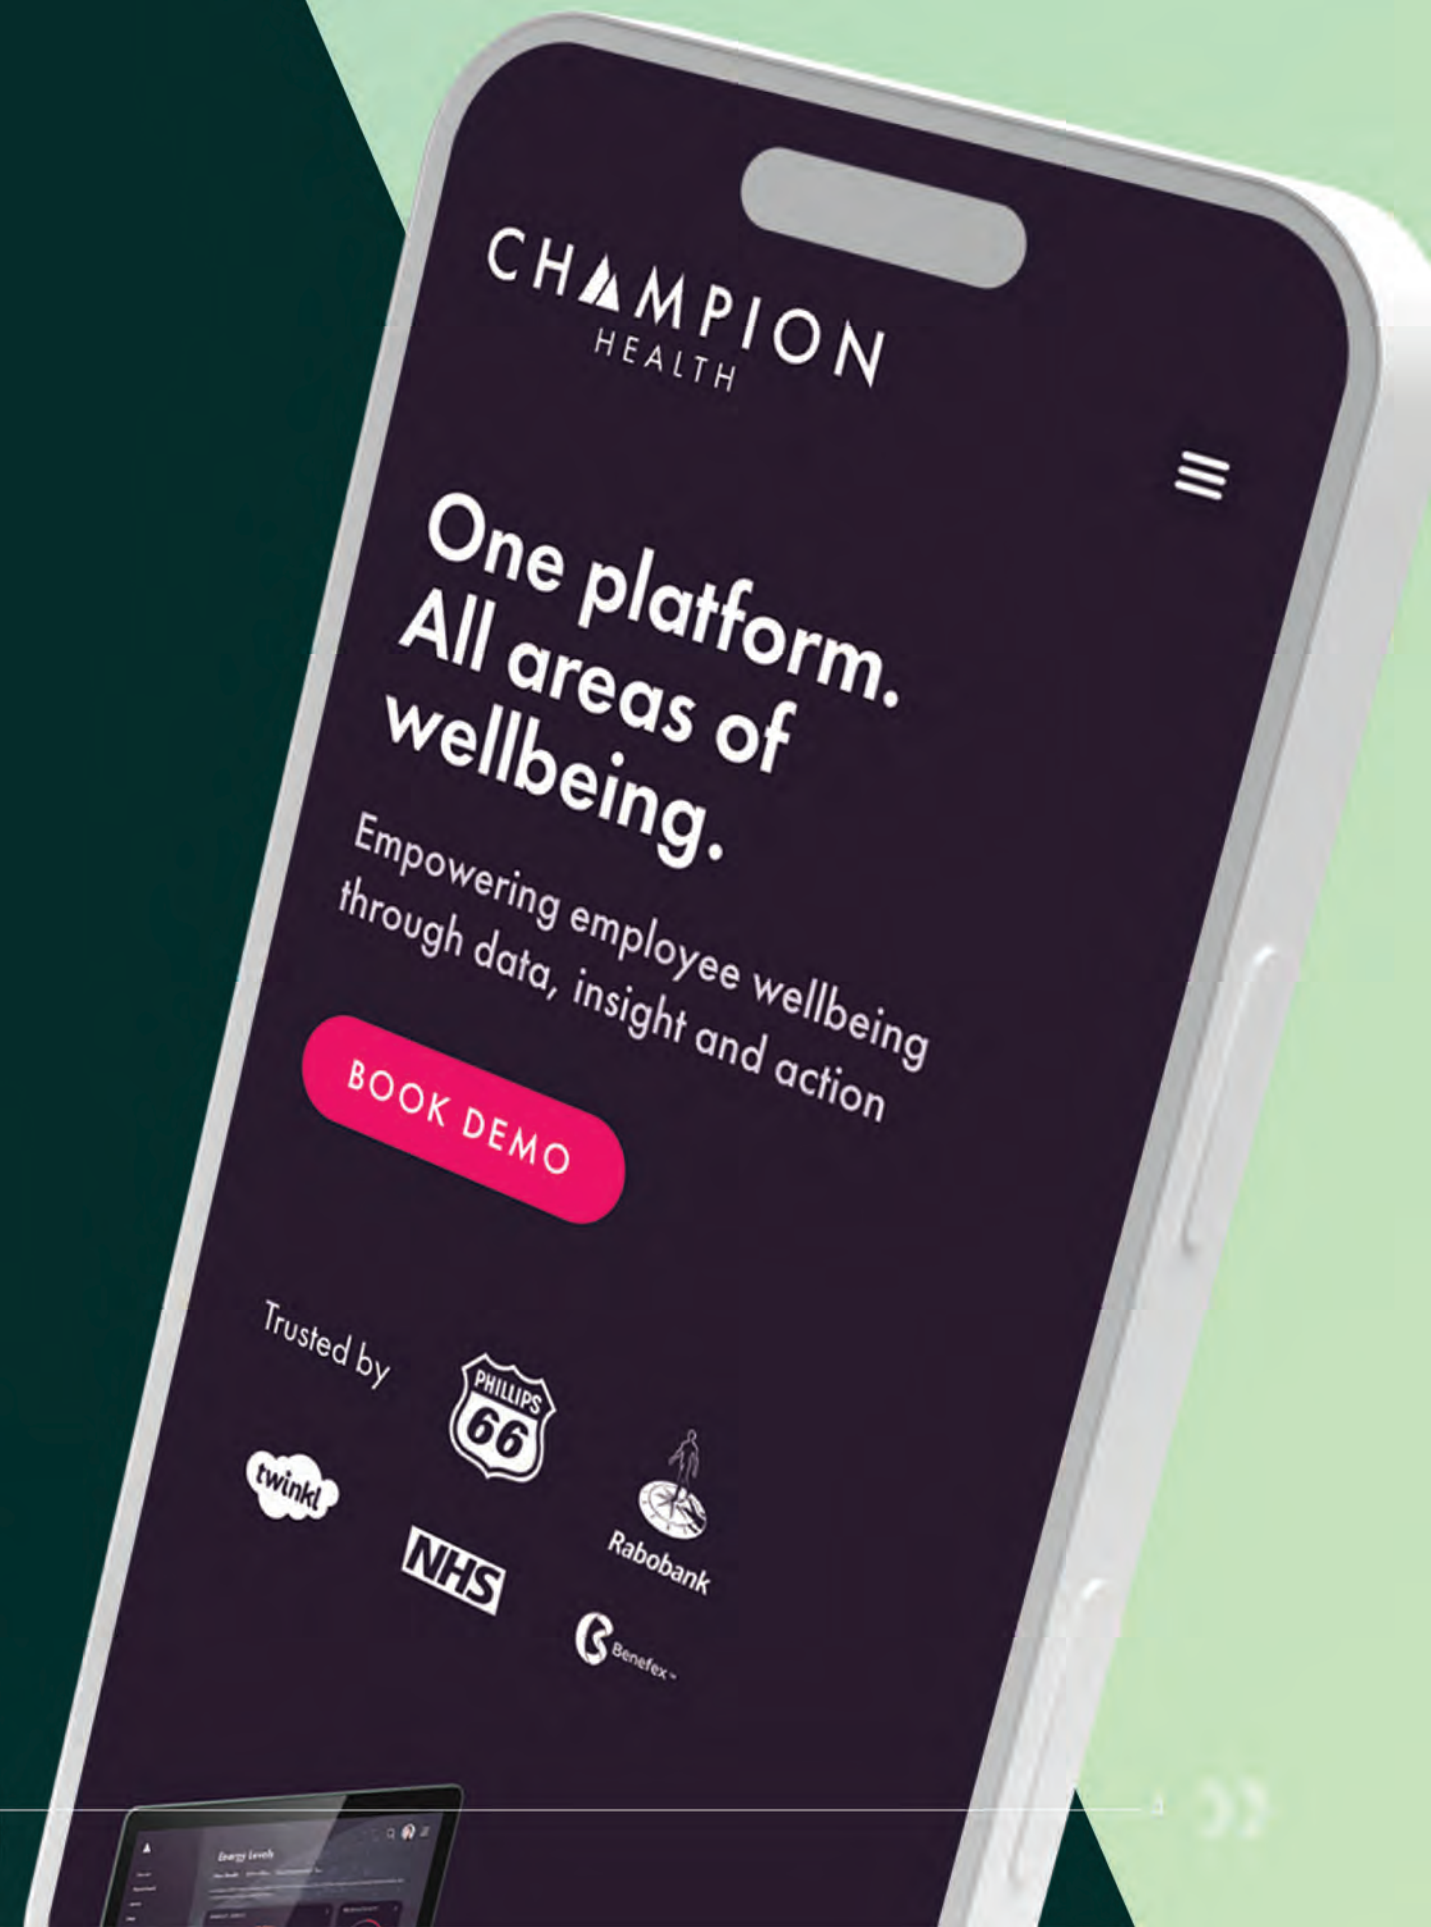 CHAMPION
HEALTH
One platform.
All areas of
wellbeing.
Empowering employee wellbeing
through data, insight and action
BOOK DEMO
Trusted by
PHILLIPS
66
twinkl
Rabobank
NHS
Benefex™
Energy Levels